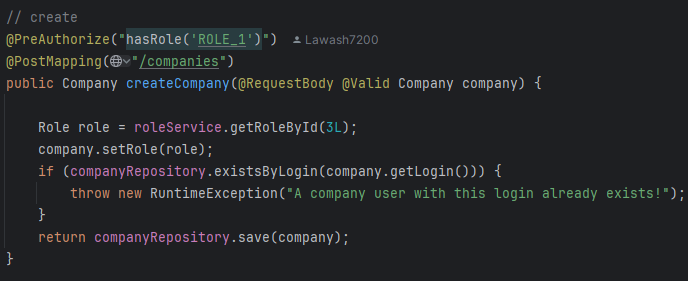 // create
@PreAuthorize("hasRole('ROLE_1')") Lawash7200
@PostMapping("/companies")
public Company createCompany(@RequestBody @Valid Company company) {
Role role = roleService.getRoleById(3L);
company.setRole(role);
if (companyRepository.existsByLogin(company.getLogin())) {
throw new RuntimeException("A company user with this login already exists!");
}
return companyRepository.save(company);
}